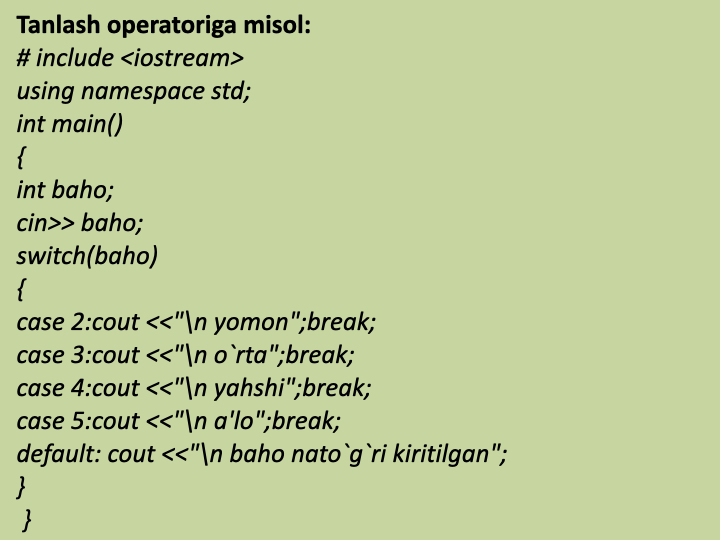 Tanlash operatoriga misol:
# include <iostream>
using namespace std;
int main()
{
int baho;
cin>> baho;
switch(baho)
{
case 2:cout <<"\n yomon";break;
case 3:cout <<"\n o`rta";break;
case 4:cout <<"\n yahshi";break;
case 5:cout <<"\n a'lo";break;
default: cout <<"\n baho nato`g`ri kiritilgan";
}
}